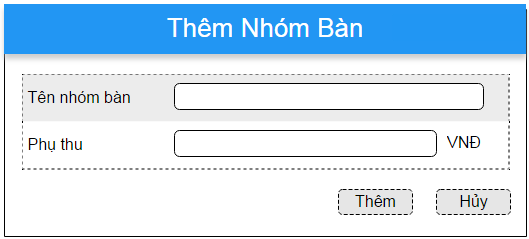 Thêm Nhóm Bàn
Tên nhóm bàn
Phụ thu VNĐ
Thêm Hủy